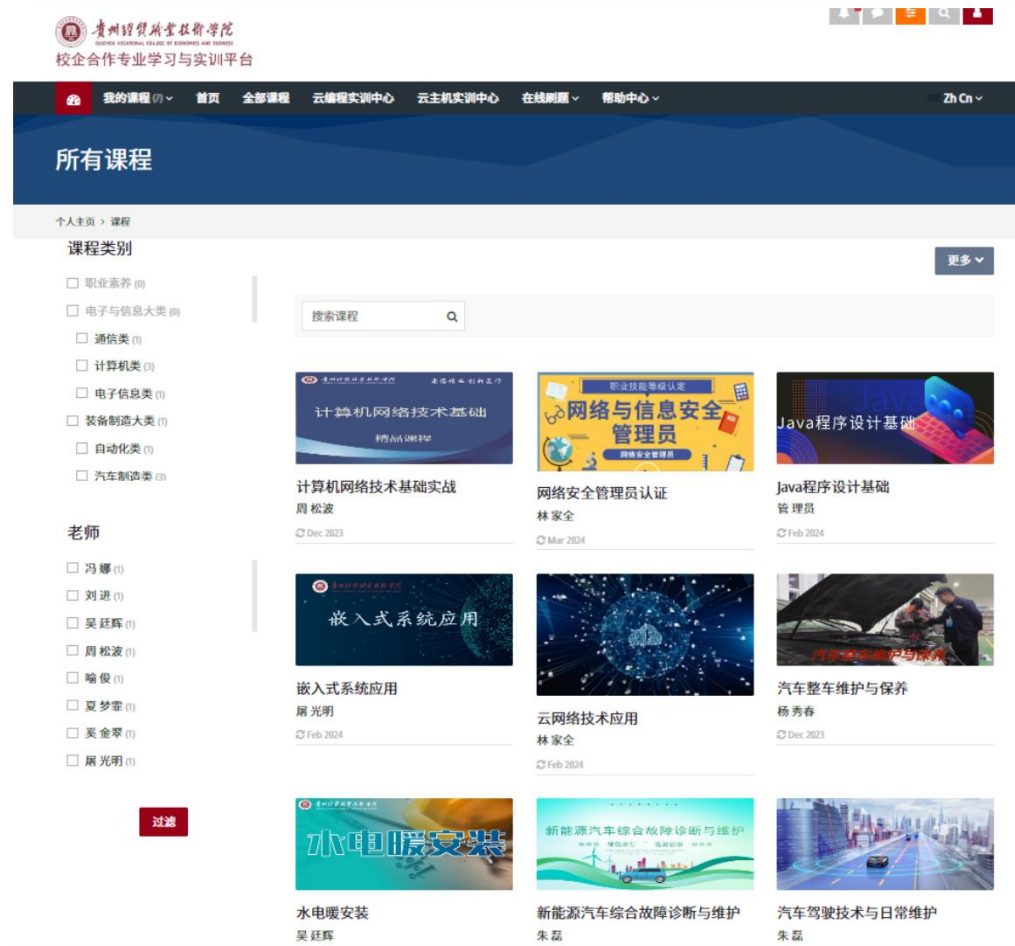 贵州经贸职业技术学院
校企合作专业学习与实训平台
我的课程 (7)
首页
全部课程
云编程实训中心
云主机实训中心
在线刷题
帮助中心
Zh Cn
所有课程
个人主页 > 课程
课程类别
职业素养 (0)
电子与信息大类 (0)
通信类 (1)
计算机类 (3)
电子信息类 (1)
装备制造大类 (1)
自动化类 (1)
汽车制造类 (3)
老师
冯 娜 (1)
刘 进 (1)
吴 廷辉 (1)
周 松波 (1)
喻 俊 (1)
夏 梦霏 (1)
奚 金翠 (1)
屠 光明 (1)
过滤
更多
搜索课程
计算机网络技术基础
精品课程
计算机网络技术基础实战
周 松波
Dec 2023
职业技能等级认定
网络与信息安全
管理员
网络安全管理员
网络安全管理员认证
林 家全
Mar 2024
Java
Java程序设计基础
Java程序设计基础
管 理员
Feb 2024
嵌入式系统应用
嵌入式系统应用
屠 光明
Feb 2024
云网络技术应用
林 家全
Feb 2024
汽车整车维护与保养
汽车整车维护与保养
杨 秀春
Dec 2023
水电暖安装
水电暖安装
吴 廷辉
新能源汽车综合故障诊断与维护
新能源汽车综合故障诊断与维护
朱 磊
汽车驾驶技术与日常维护
朱 磊